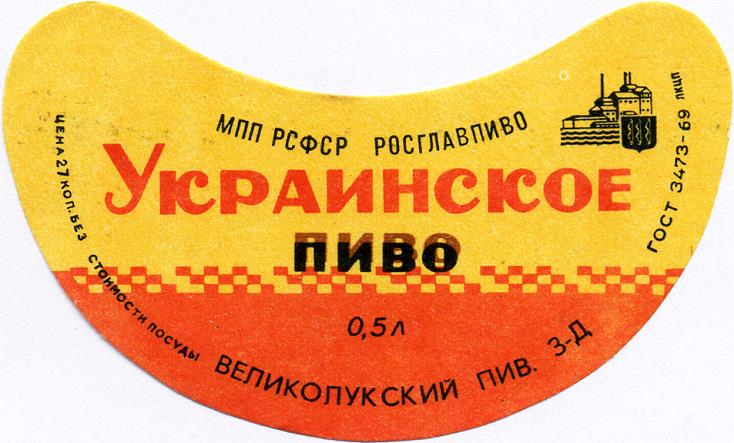 МПП РСФСР РОСГЛАВПИВО
УКРАИНСКОЕ
ПИВО
0,5 Л
ВЕЛИКОЛУКСКИЙ ПИВ. З-Д
ЦЕНА 27 КОП. БЕЗ СТОИМОСТИ ПОСУДЫ
ГОСТ 3473-69 ЛКЦП